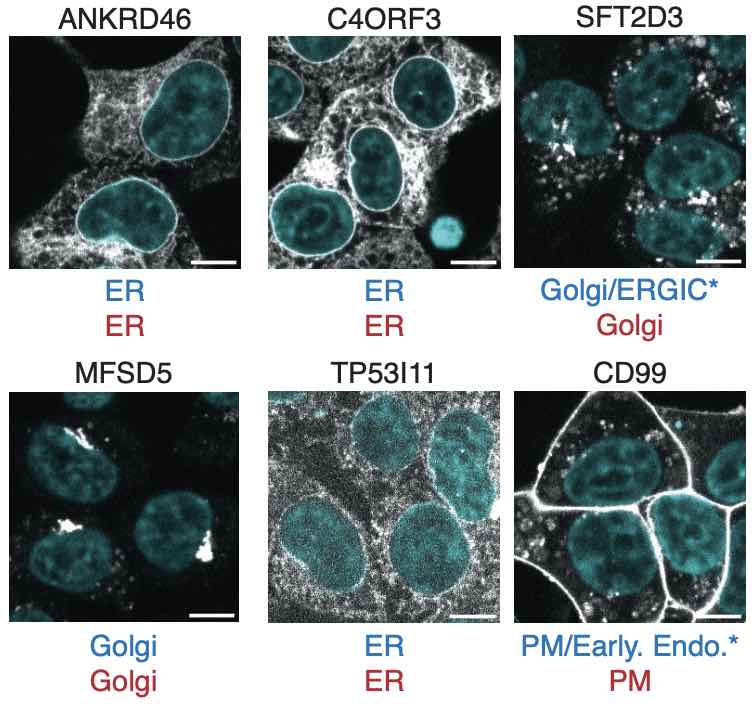 ANKRD46 C4ORF3 SFT2D3
ER ER Golgi/ERGIC*
ER ER Golgi
MFSD5 TP53I11 CD99
Golgi ER PM/Early. Endo.*
Golgi ER PM